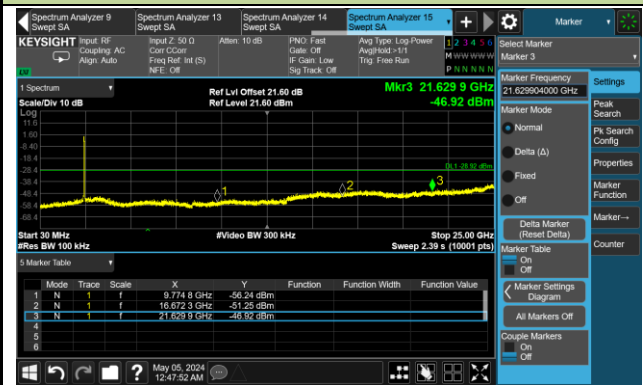 Spectrum Analyzer 9
Swept SA
Spectrum Analyzer 13
Swept SA
Spectrum Analyzer 14
Swept SA
Spectrum Analyzer 15
Swept SA
Marker
KEYSIGHT
Input: RF
Coupling: AC
Align: Auto
Input Z: 50 Ω
Corr CCorr
Freq Ref: Int (S)
NFE: Off
Atten: 10 dB
PNO: Fast
Gate: Off
IF Gain: Low
Sig Track: Off
Avg Type: Log-Power
Avg|Hold:>1/1
Trig: Free Run
1 2 3 4 5 6
M W W W W W
P N N N N N
Select Marker
Marker 3
1 Spectrum
Scale/Div 10 dB
Ref Lvl Offset 21.60 dB
Ref Level 21.60 dBm
Mkr3 21.629 9 GHz
-46.92 dBm
Log
11.6
1.60
-8.40
-18.4
-28.4
-38.4
-48.4
-58.4
-68.4
DL1 -28.92 dBm
1
2
3
Start 30 MHz
#Res BW 100 kHz
#Video BW 300 kHz
Stop 25.00 GHz
Sweep 2.39 s (10001 pts)
5 Marker Table
Mode Trace Scale X Y Function Function Width Function Value
1 N 1 f 9.774 8 GHz -56.24 dBm
2 N 1 f 16.672 3 GHz -51.25 dBm
3 N 1 f 21.629 9 GHz -46.92 dBm
4
5
6
Marker Frequency
21.629904000 GHz
Marker Mode
Normal
Delta (Δ)
Fixed
Off
Delta Marker
(Reset Delta)
Marker Table
On
Off
Marker Settings
Diagram
All Markers Off
Couple Markers
On
Off
Settings
Peak
Search
Pk Search
Config
Properties
Marker
Function
Marker→
Counter
May 05, 2024
12:47:52 AM